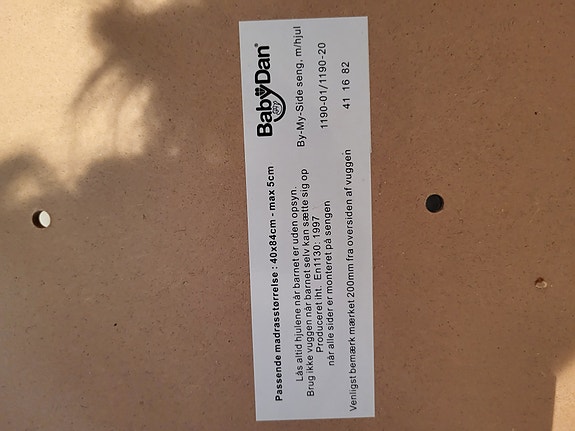 BabyDan®
By-My-Side seng, m/hjul
1190-01/1190-20
41 16 82
Passende madrasstørrelse : 40x84cm - max 5cm
Lås altid hjulene når barnet er uden opsyn.
Brug ikke vuggen når barnet selv kan sætte sig op
Produceret iht. En1130: 1997
når alle sider er monteret på sengen
Venligst bemærk mærket 200mm fra oversiden af vuggen